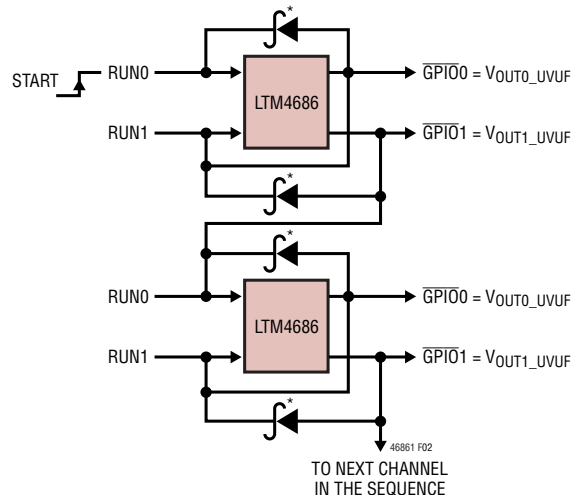 *
START
RUN0
LTM4686
GPIO0 = VOUT0_UVUF
RUN1
GPIO1 = VOUT1_UVUF
*
*
RUN0
LTM4686
GPIO0 = VOUT0_UVUF
RUN1
GPIO1 = VOUT1_UVUF
*
46861 F02
TO NEXT CHANNEL
IN THE SEQUENCE